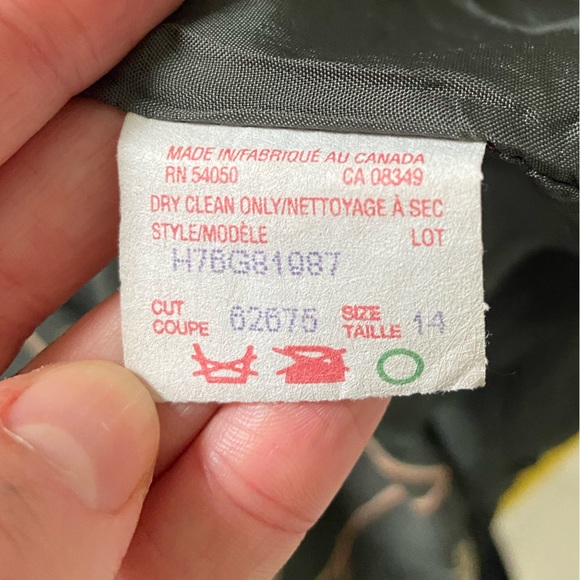 MADE IN/FABRIQUÉ AU CANADA
RN 54050 CA 08349
DRY CLEAN ONLY/NETTOYAGE À SEC
STYLE/MODÈLE LOT
H76G81987
CUT COUPE 62675 SIZE TAILLE 14